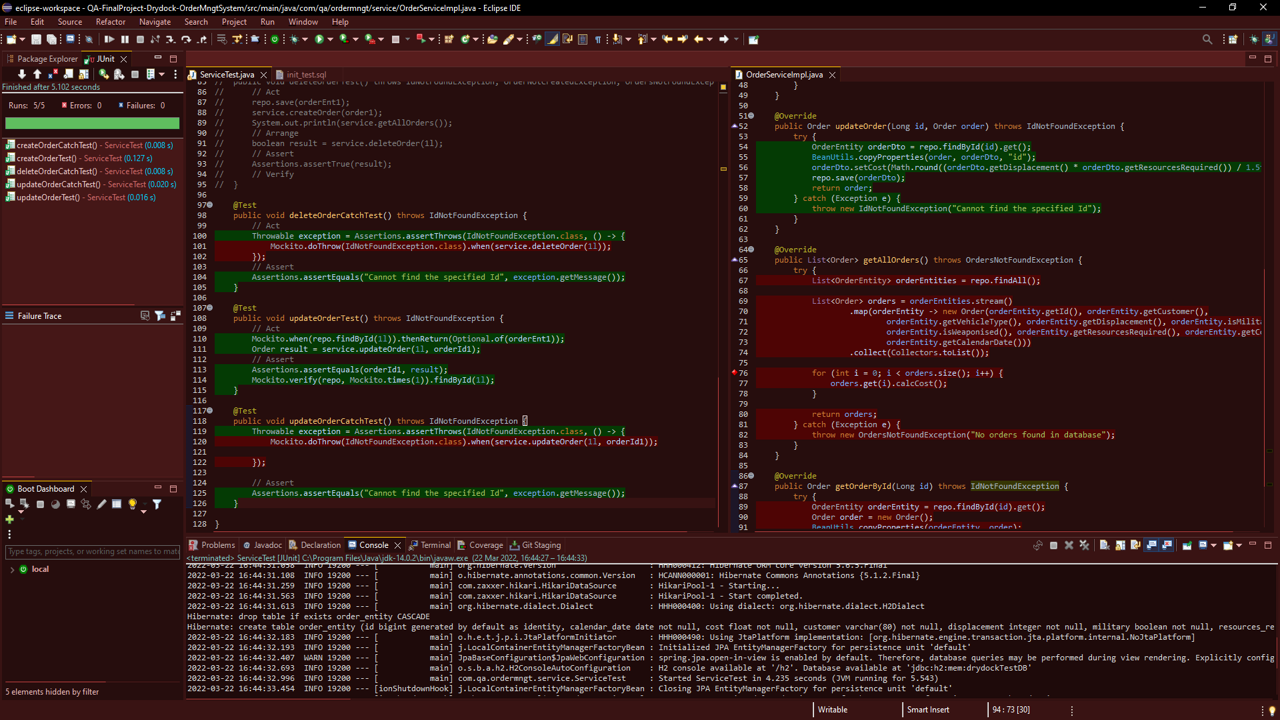 eclipse-workspace - QA-FinalProject-Drydock-OrderMngtSystem/src/main/java/com/qa/ordermngt/service/OrderServiceImpl.java - Eclipse IDE
File Edit Source Refactor Navigate Search Project Run Window Help
Package Explorer JUnit
Finished after 5.102 seconds
Runs: 5/5 Errors: 0 Failures: 0
createOrderCatchTest() - ServiceTest (0.008 s)
createOrderTest() - ServiceTest (0.127 s)
deleteOrderCatchTest() - ServiceTest (0.008 s)
updateOrderCatchTest() - ServiceTest (0.020 s)
updateOrderTest() - ServiceTest (0.016 s)
Failure Trace
Boot Dashboard
Type tags, projects, or working set names to mat
local
5 elements hidden by filter
ServiceTest.java init_test.sql
86 // // Act
87 // repo.save(orderEnt1);
88 // service.createOrder(order1);
89 // System.out.println(service.getAllOrders());
90 // // Arrange
91 // boolean result = service.deleteOrder(1l);
92 // // Assert
93 // Assertions.assertTrue(result);
94 // // Verify
95 // }
96
97 @Test
98 public void deleteOrderCatchTest() throws IdNotFoundException {
99 // Act
100 Throwable exception = Assertions.assertThrows(IdNotFoundException.class, () -> {
101 Mockito.doThrow(IdNotFoundException.class).when(service.deleteOrder(1l));
102 });
103 // Assert
104 Assertions.assertEquals("Cannot find the specified Id", exception.getMessage());
105 }
106
107 @Test
108 public void updateOrderTest() throws IdNotFoundException {
109 // Act
110 Mockito.when(repo.findById(1l)).thenReturn(Optional.of(orderEnt1));
111 Order result = service.updateOrder(1l, orderId1);
112 // Assert
113 Assertions.assertEquals(orderId1, result);
114 Mockito.verify(repo, Mockito.times(1)).findById(1l);
115 }
116
117 @Test
118 public void updateOrderCatchTest() throws IdNotFoundException {
119 Throwable exception = Assertions.assertThrows(IdNotFoundException.class, () -> {
120 Mockito.doThrow(IdNotFoundException.class).when(service.updateOrder(1l, orderId1));
121
122 });
123
124 // Assert
125 Assertions.assertEquals("Cannot find the specified Id", exception.getMessage());
126 }
127
128 }
OrderServiceImpl.java
48 }
49 }
50
51 @Override
52 public Order updateOrder(Long id, Order order) throws IdNotFoundException {
53 try {
54 OrderEntity orderDto = repo.findById(id).get();
55 BeanUtils.copyProperties(order, orderDto, "id");
56 orderDto.setCost(Math.round((orderDto.getDisplacement() * orderDto.getResourcesRequired()) / 1.5
57 repo.save(orderDto);
58 return order;
59 } catch (Exception e) {
60 throw new IdNotFoundException("Cannot find the specified Id");
61 }
62 }
63
64 @Override
65 public List<Order> getAllOrders() throws OrdersNotFoundException {
66 try {
67 List<OrderEntity> orderEntities = repo.findAll();
68
69 List<Order> orders = orderEntities.stream()
70 .map(orderEntity -> new Order(orderEntity.getId(), orderEntity.getCustomer(),
71 orderEntity.getVehicleType(), orderEntity.getDisplacement(), orderEntity.isMilit
72 orderEntity.isWeaponised(), orderEntity.getResourcesRequired(), orderEntity.getCo
73 orderEntity.getCalendarDate()))
74 .collect(Collectors.toList());
75
76 for (int i = 0; i < orders.size(); i++) {
77 orders.get(i).calcCost();
78 }
79
80 return orders;
81 } catch (Exception e) {
82 throw new OrdersNotFoundException("No orders found in database");
83 }
84 }
85
86 @Override
87 public Order getOrderById(Long id) throws IdNotFoundException {
88 try {
89 OrderEntity orderEntity = repo.findById(id).get();
90 Order order = new Order();
91 BeanUtils.copyProperties(orderEntity, order);
Problems Javadoc Declaration Console Terminal Coverage Git Staging
<terminated> ServiceTest [JUnit] C:\Program Files\Java\jdk-14.0.2\bin\javaw.exe (22 Mar 2022, 16:44:27 – 16:44:33)
2022-03-22 16:44:31.108 INFO 19200 --- [ main] o.hibernate.annotations.common.Version : HCANN000001: Hibernate Commons Annotations {5.1.2.Final}
2022-03-22 16:44:31.259 INFO 19200 --- [ main] com.zaxxer.hikari.HikariDataSource : HikariPool-1 - Starting...
2022-03-22 16:44:31.563 INFO 19200 --- [ main] com.zaxxer.hikari.HikariDataSource : HikariPool-1 - Start completed.
2022-03-22 16:44:31.613 INFO 19200 --- [ main] org.hibernate.dialect.Dialect : HHH000400: Using dialect: org.hibernate.dialect.H2Dialect
Hibernate: drop table if exists order_entity CASCADE
Hibernate: create table order_entity (id bigint generated by default as identity, calendar_date date not null, cost float not null, customer varchar(80) not null, displacement integer not null, military boolean not null, resources_re
2022-03-22 16:44:32.183 INFO 19200 --- [ main] o.h.e.t.j.p.i.JtaPlatformInitiator : HHH000490: Using JtaPlatform implementation: [org.hibernate.engine.transaction.jta.platform.internal.NoJtaPlatform]
2022-03-22 16:44:32.193 INFO 19200 --- [ main] j.LocalContainerEntityManagerFactoryBean : Initialized JPA EntityManagerFactory for persistence unit 'default'
2022-03-22 16:44:32.407 WARN 19200 --- [ main] JpaBaseConfiguration$JpaWebConfiguration : spring.jpa.open-in-view is enabled by default. Therefore, database queries may be performed during view rendering. Explicitly config
2022-03-22 16:44:32.693 INFO 19200 --- [ main] o.s.b.a.h2.H2ConsoleAutoConfiguration : H2 console available at '/h2'. Database available at 'jdbc:h2:mem:drydockTestDB'
2022-03-22 16:44:32.996 INFO 19200 --- [ main] com.qa.ordermngt.service.ServiceTest : Started ServiceTest in 4.235 seconds (JVM running for 5.543)
2022-03-22 16:44:33.454 INFO 19200 --- [ionShutdownHook] j.LocalContainerEntityManagerFactoryBean : Closing JPA EntityManagerFactory for persistence unit 'default'
Writable Smart Insert 94 : 73 [30]